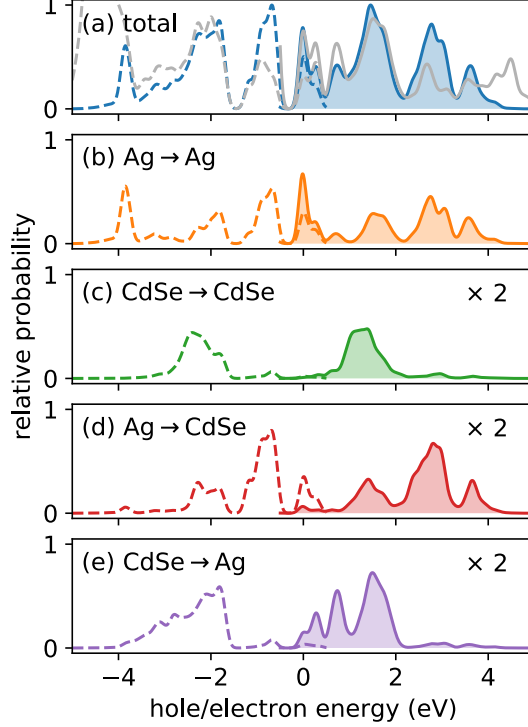 1
(a) total
0
1
(b) Ag → Ag
0
1
(c) CdSe → CdSe × 2
0
1
(d) Ag → CdSe × 2
0
1
(e) CdSe → Ag × 2
0
−4 −2 0 2 4
hole/electron energy (eV)
relative probability